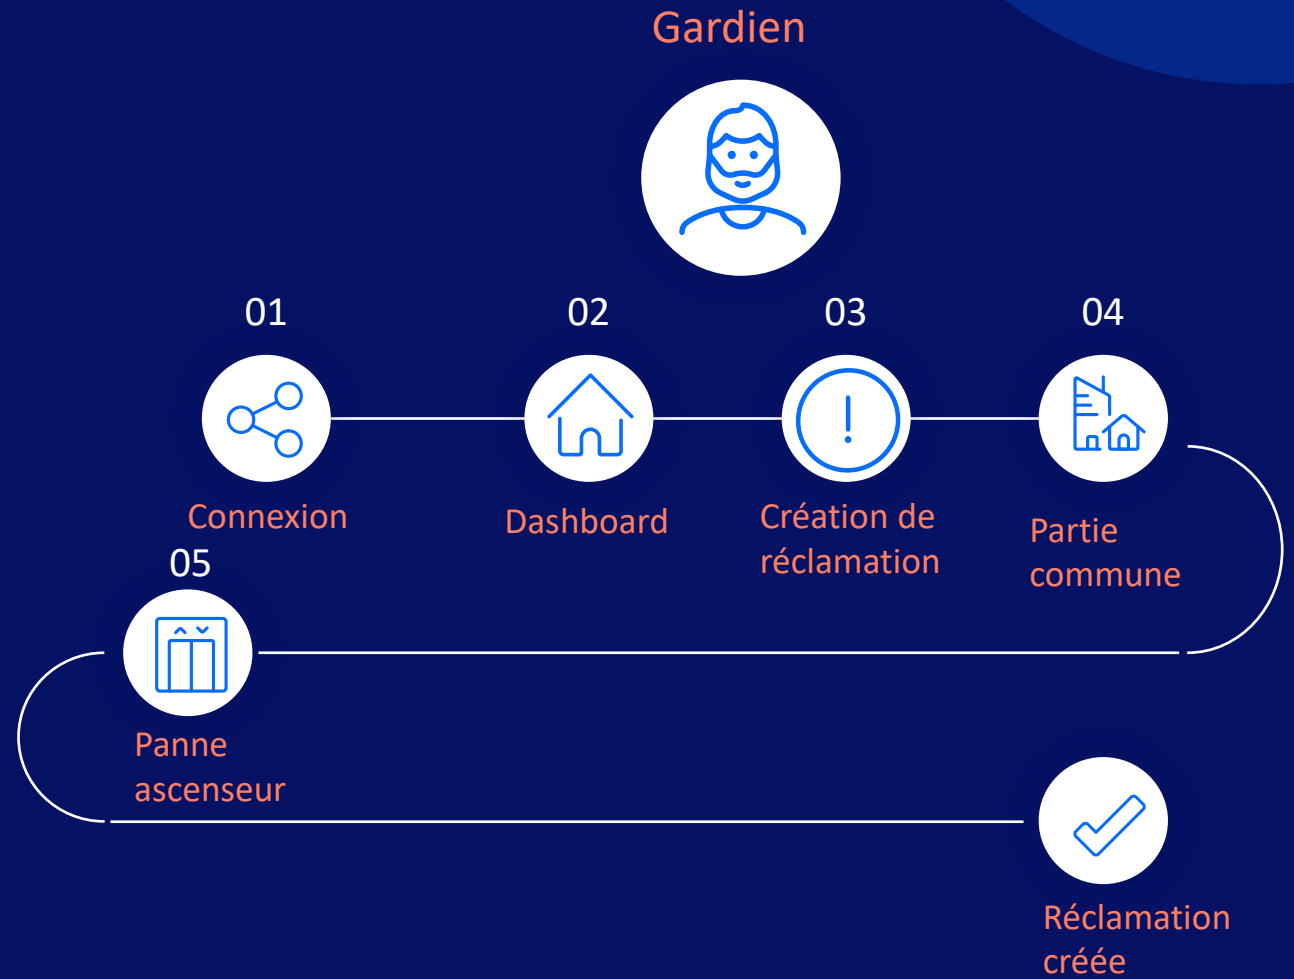 Gardien
01
02
03
04
Connexion
Dashboard
Création de
réclamation
Partie
commune
05
Panne
ascenseur
Réclamation
créée